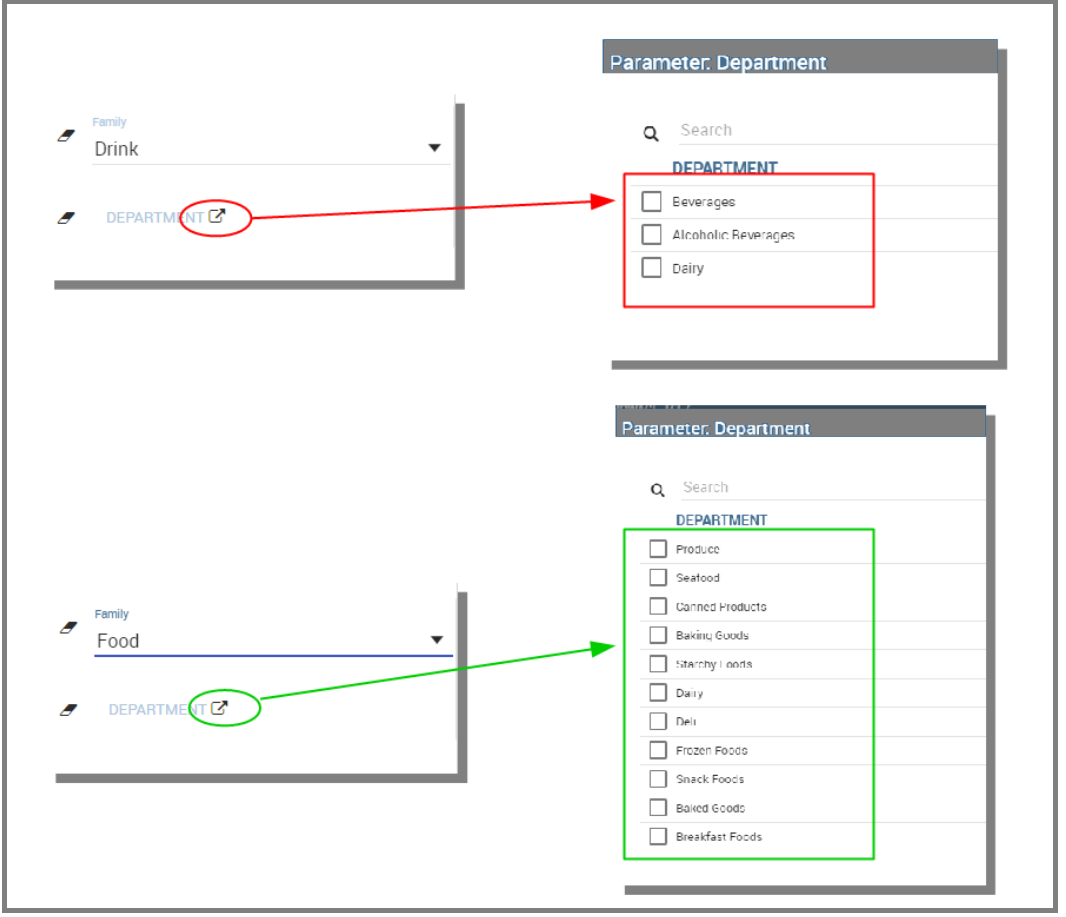 Parameter: Department
Family
Drink
Search
DEPARTMENT
Beverages
DEPARTMENT
Alcoholic Beverages
Dairy
Parameter: Department
Search
DEPARTMENT
Produce
Seafood
Canned Products
Family
Food
Baking Goods
Starchy Foods
Dairy
DEPARTMENT
Deli
Frozen Foods
Snack Foods
Baked Goods
Breakfast Foods